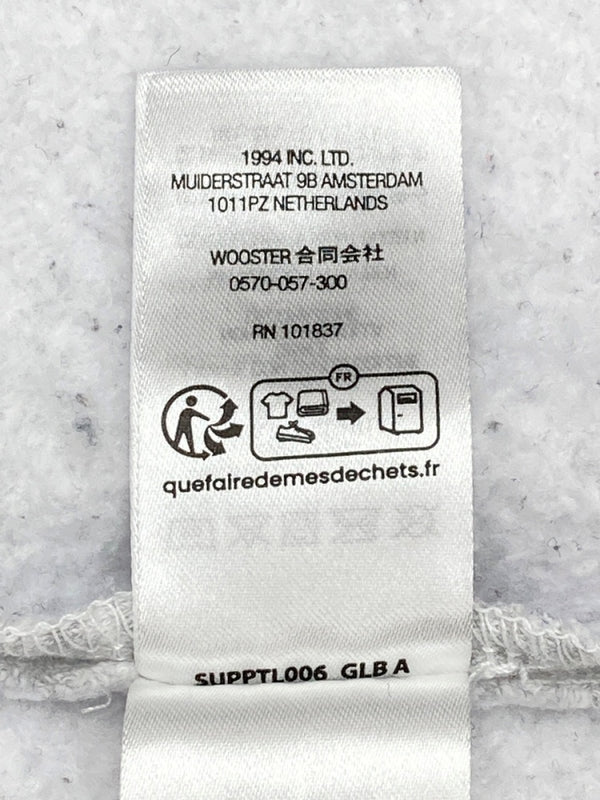 1994 INC. LTD.
MUIDERSTRAAT 9B AMSTERDAM
1011PZ NETHERLANDS
WOOSTER 合同会社
0570-057-300
RN 101837
FR
quefairedemesdechets.fr
SUPPTL006 GLB A